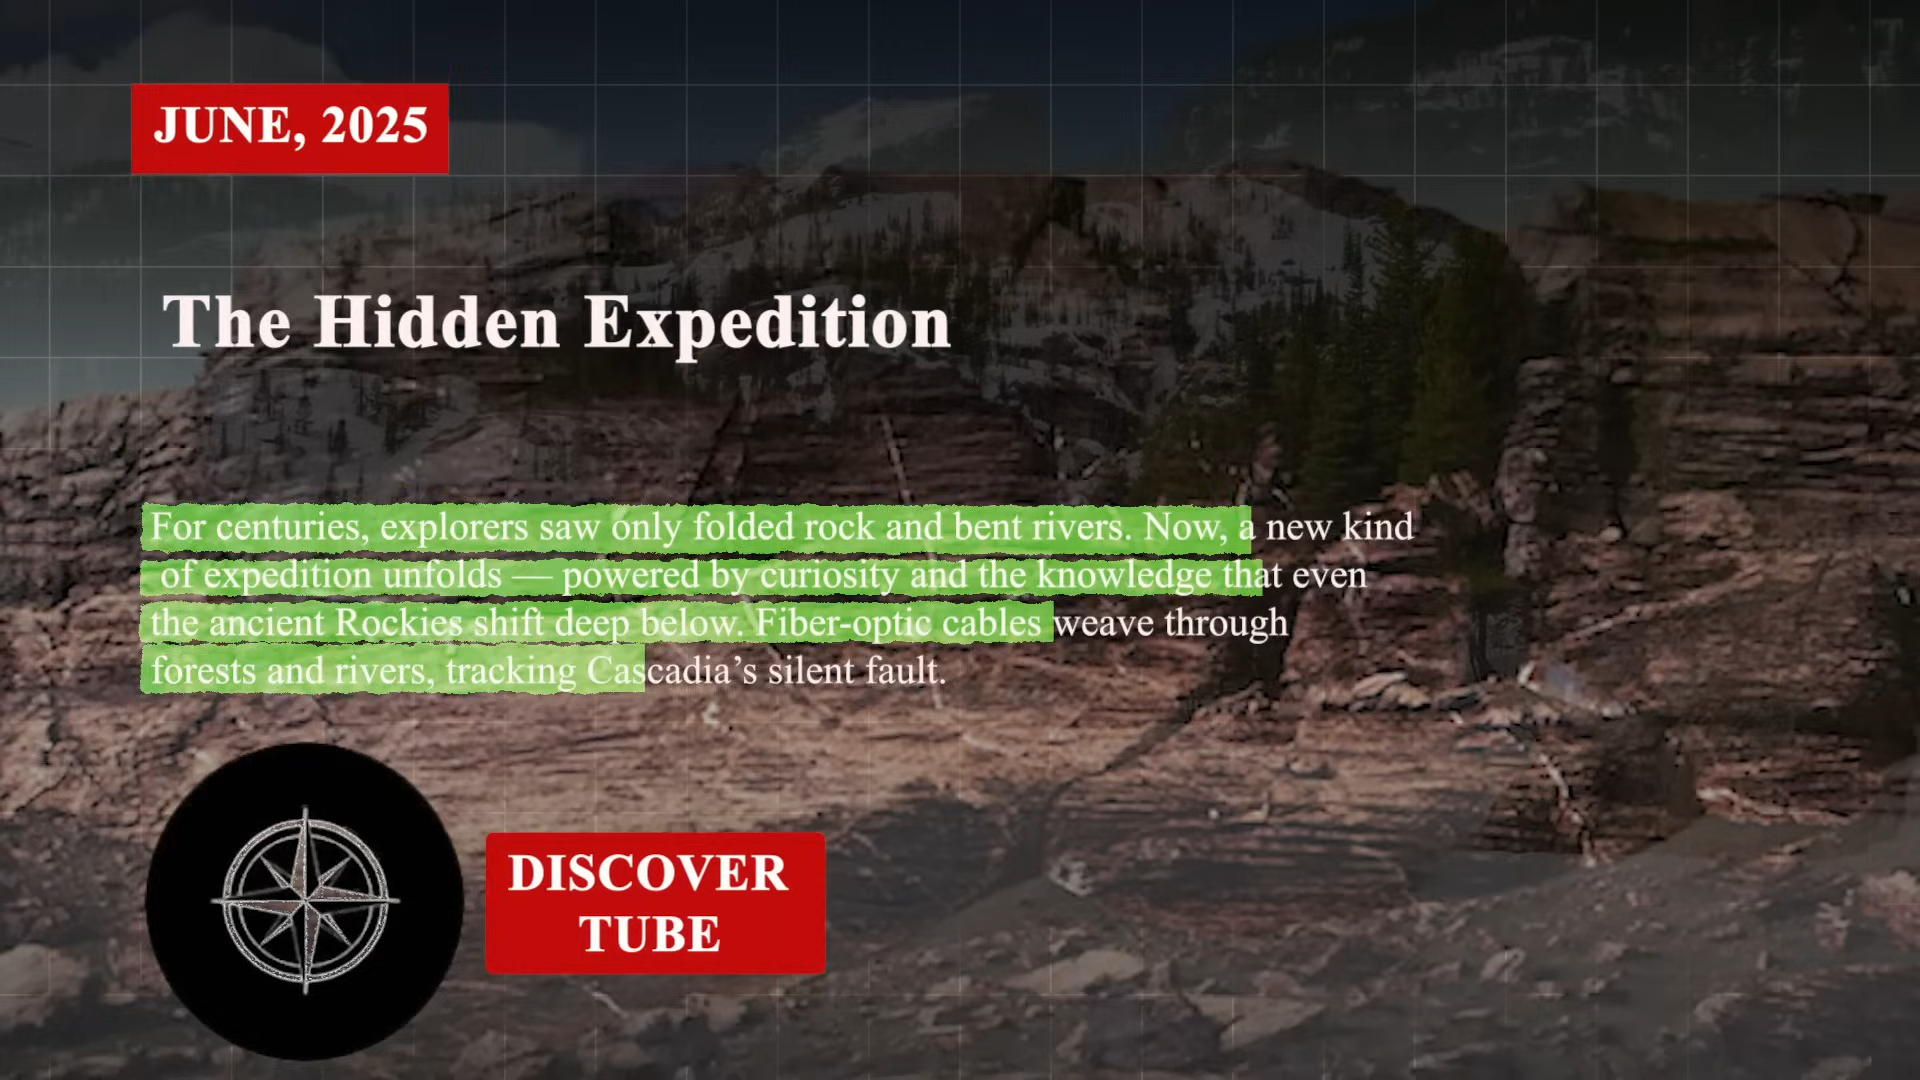 JUNE, 2025
The Hidden Expedition
For centuries, explorers saw only folded rock and bent rivers. Now, a new kind
of expedition unfolds — powered by curiosity and the knowledge that even
the ancient Rockies shift deep below. Fiber-optic cables weave through
forests and rivers, tracking Cascadia’s silent fault.
DISCOVER
TUBE